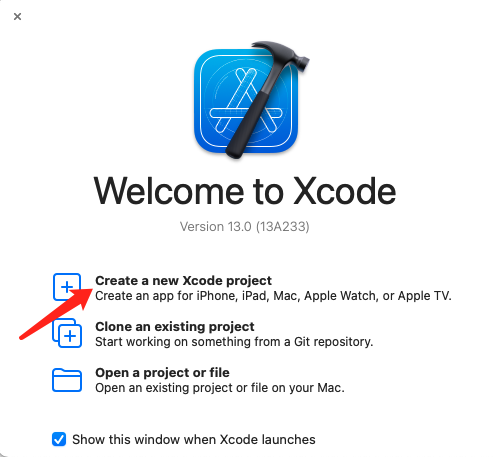 Welcome to Xcode
Version 13.0 (13A233)
Create a new Xcode project
Create an app for iPhone, iPad, Mac, Apple Watch, or Apple TV.
Clone an existing project
Start working on something from a Git repository.
Open a project or file
Open an existing project or file on your Mac.
Show this window when Xcode launches